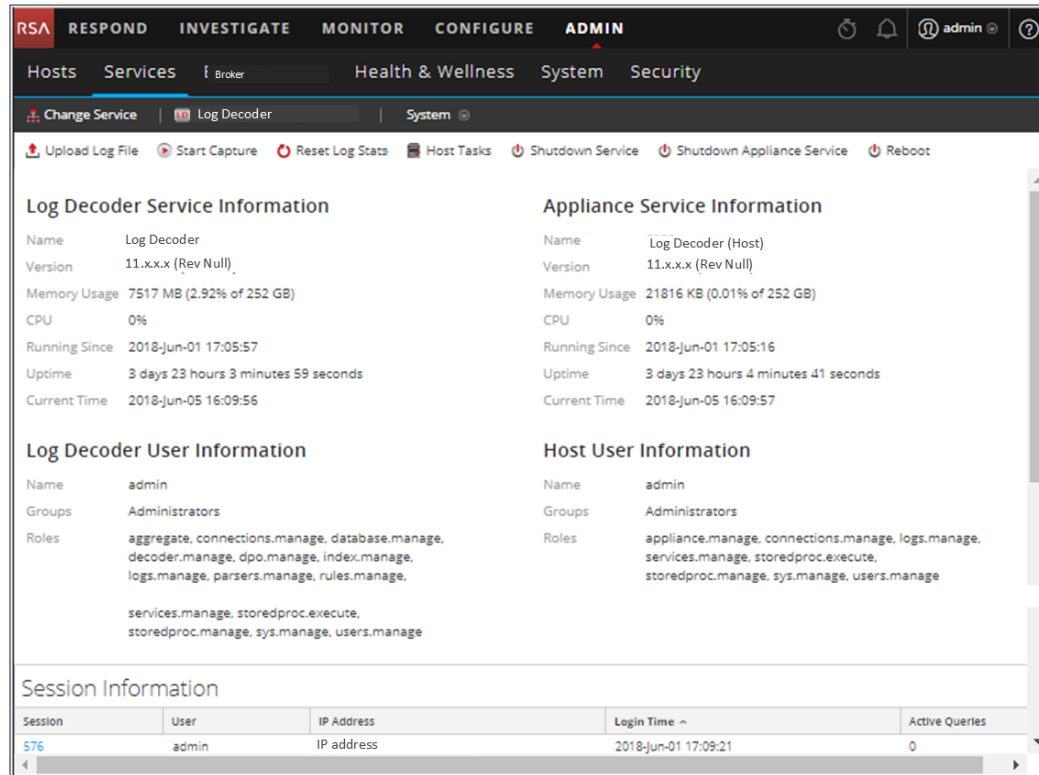 RSA RESPOND INVESTIGATE MONITOR CONFIGURE ADMIN admin
Hosts Services Broker Health & Wellness System Security
Change Service LD Log Decoder System
Upload Log File Start Capture Reset Log Stats Host Tasks Shutdown Service Shutdown Appliance Service Reboot
Log Decoder Service Information
Name Log Decoder
Version 11.x.x.x (Rev Null)
Memory Usage 7517 MB (2.92% of 252 GB)
CPU 0%
Running Since 2018-Jun-01 17:05:57
Uptime 3 days 23 hours 3 minutes 59 seconds
Current Time 2018-Jun-05 16:09:56
Appliance Service Information
Name Log Decoder (Host)
Version 11.x.x.x (Rev Null)
Memory Usage 21816 KB (0.01% of 252 GB)
CPU 0%
Running Since 2018-Jun-01 17:05:16
Uptime 3 days 23 hours 4 minutes 41 seconds
Current Time 2018-Jun-05 16:09:57
Log Decoder User Information
Name admin
Groups Administrators
Roles aggregate, connections.manage, database.manage,
decoder.manage, dpo.manage, index.manage,
logs.manage, parsers.manage, rules.manage,
services.manage, storedproc.execute,
storedproc.manage, sys.manage, users.manage
Host User Information
Name admin
Groups Administrators
Roles appliance.manage, connections.manage, logs.manage,
services.manage, storedproc.execute,
storedproc.manage, sys.manage, users.manage
Session Information
Session User IP Address Login Time Active Queries
576 admin IP address 2018-Jun-01 17:09:21 0